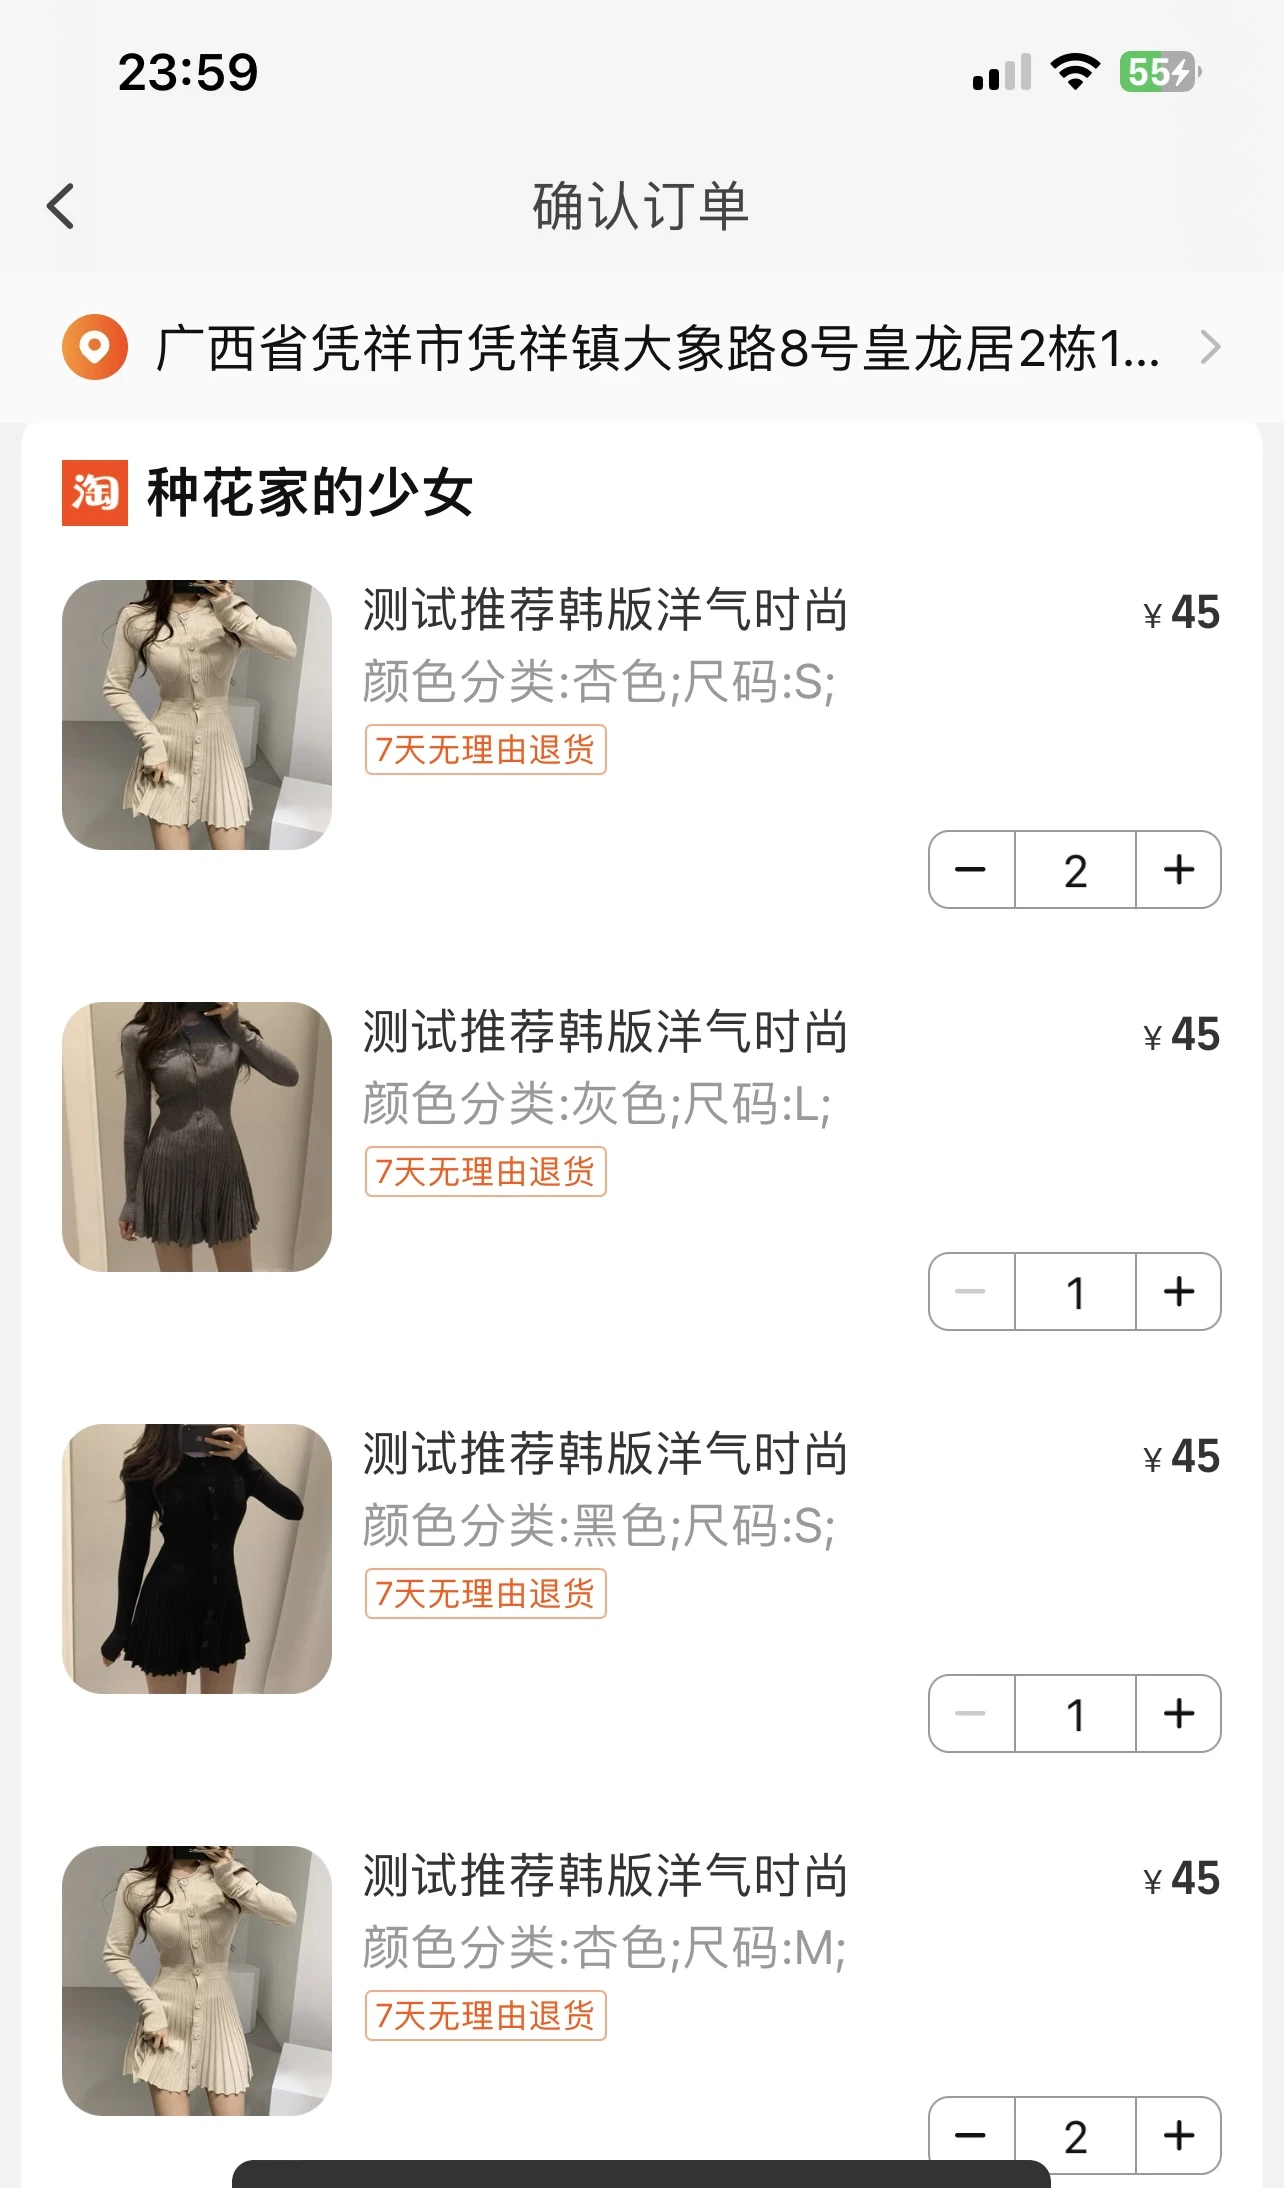 23:59
55
确认订单
广西省凭祥市凭祥镇大象路8号皇龙居2栋1...
淘 种花家的少女
测试推荐韩版洋气时尚 ¥45
颜色分类:杏色;尺码:S;
7天无理由退货
2
测试推荐韩版洋气时尚 ¥45
颜色分类:灰色;尺码:L;
7天无理由退货
1
测试推荐韩版洋气时尚 ¥45
颜色分类:黑色;尺码:S;
7天无理由退货
1
测试推荐韩版洋气时尚 ¥45
颜色分类:杏色;尺码:M;
7天无理由退货
2